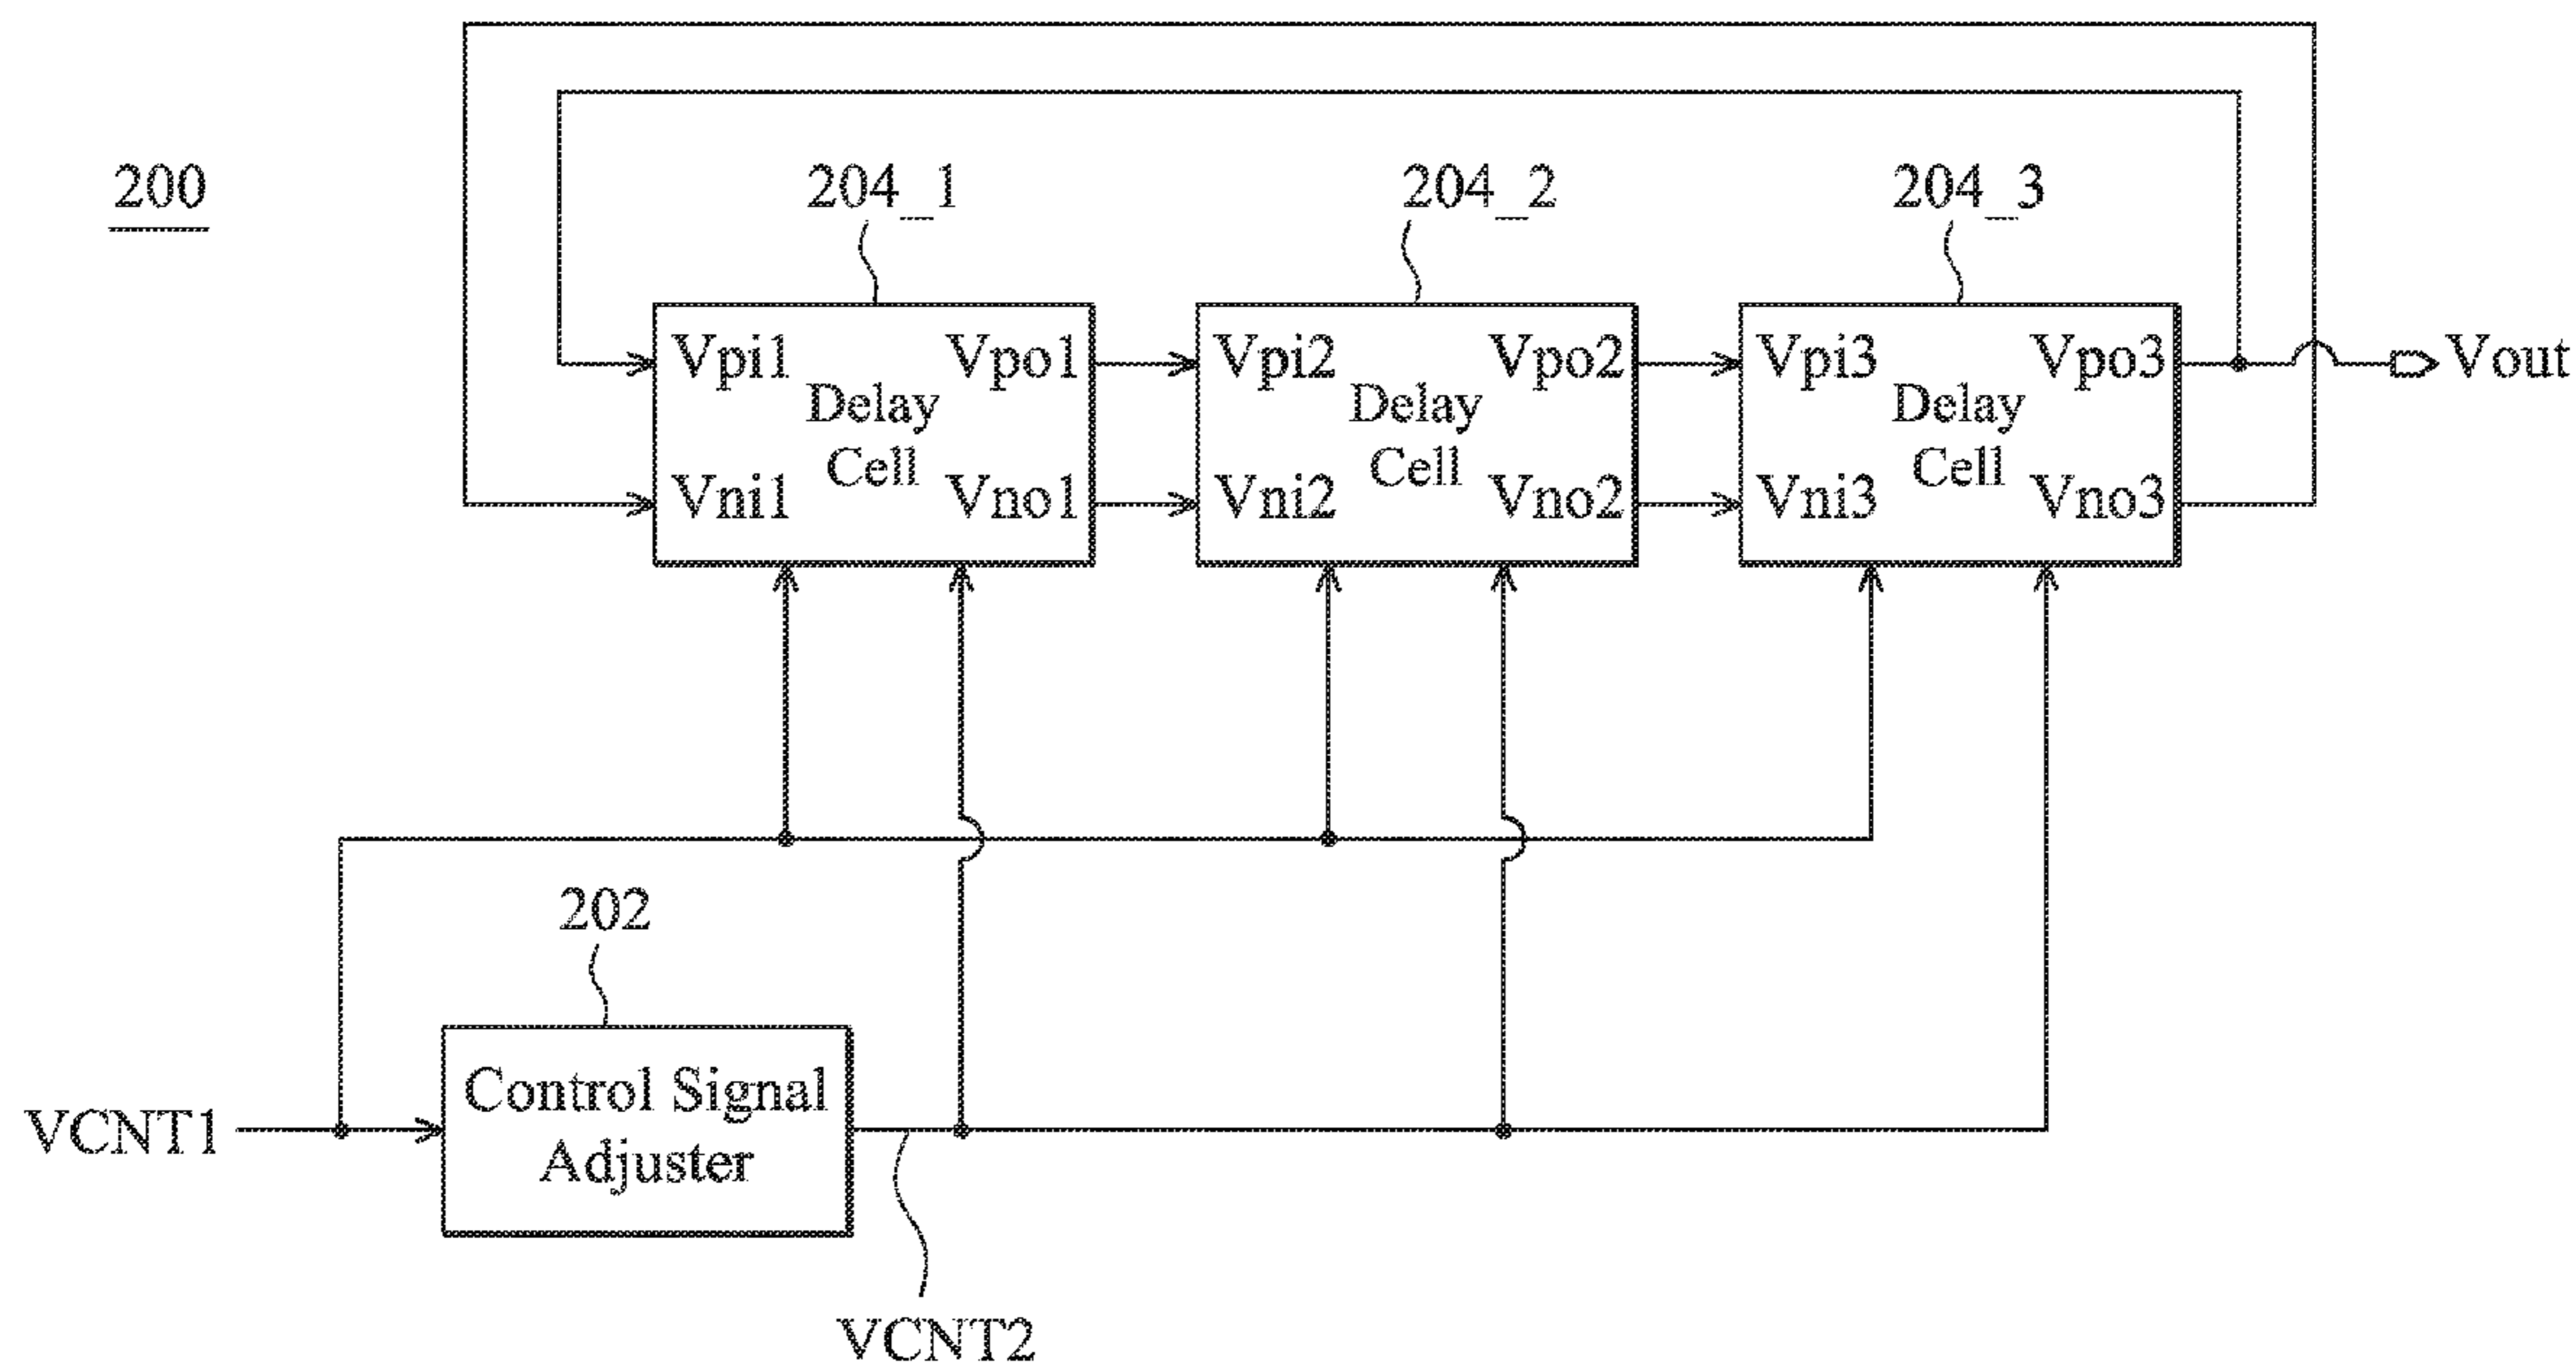 200
204_1
204_2
204_3
Vpi1 Vpo1
Delay
Cell
Vni1 Vno1
Vpi2 Vpo2
Delay
Cell
Vni2 Vno2
Vpi3 Vpo3
Delay
Cell
Vni3 Vno3
Vout
202
VCNT1
Control Signal
Adjuster
VCNT2